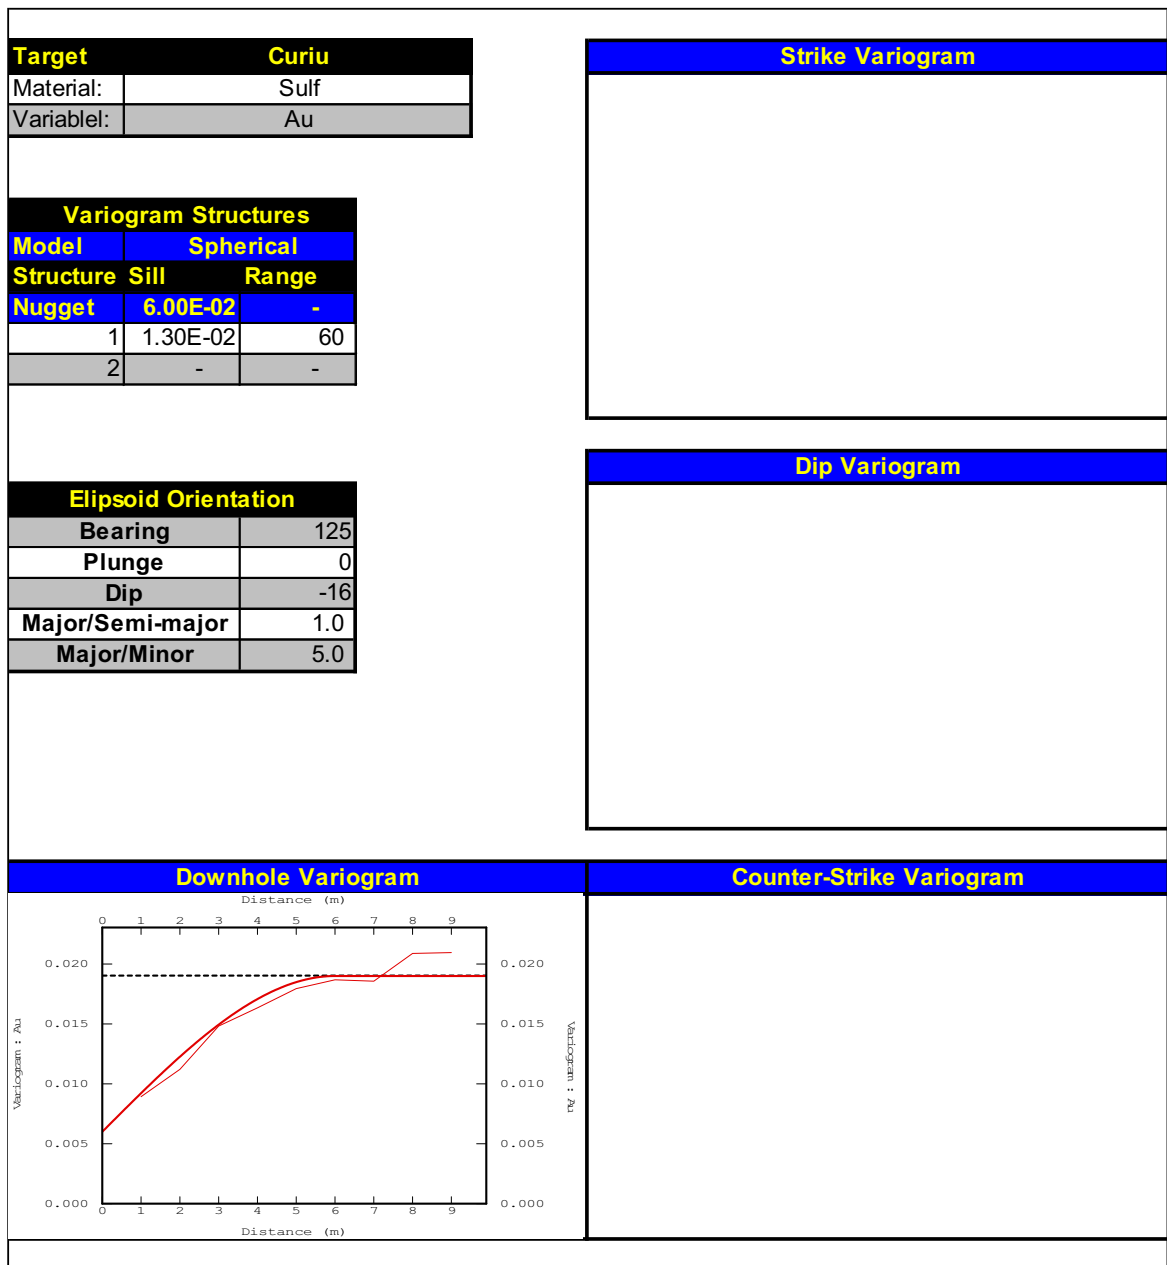 Target Curiu
Material: Sulf
Variablel: Au
Variogram Structures
Model Spherical
Structure Sill Range
Nugget 6.00E-02 -
1 1.30E-02 60
2 - -
Elipsoid Orientation
Bearing 125
Plunge 0
Dip -16
Major/Semi-major 1.0
Major/Minor 5.0
Strike Variogram
Dip Variogram
Downhole Variogram
Distance (m)
0 1 2 3 4 5 6 7 8 9
0.020 0.020
0.015 0.015
0.010 0.010
0.005 0.005
0.000 0.000
Variogram : Au
Variogram : Au
0 1 2 3 4 5 6 7 8 9
Distance (m)
Counter-Strike Variogram